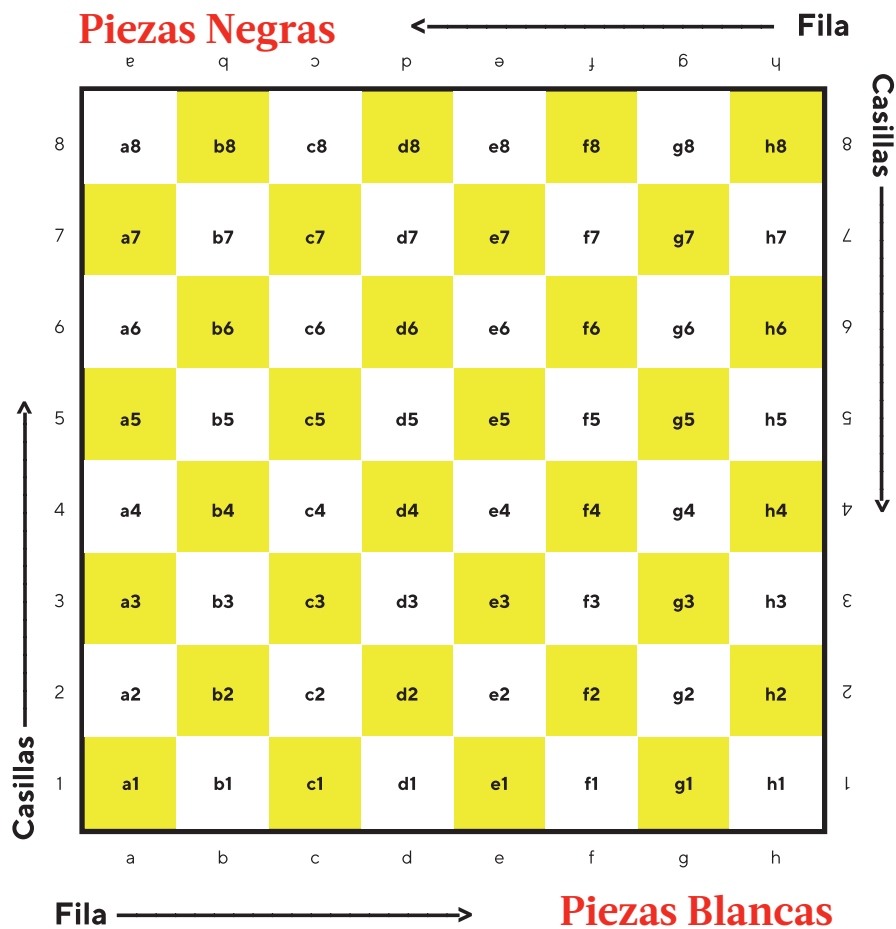 Piezas Negras
Fila
a b c d e f g h
Casillas
8 a8 b8 c8 d8 e8 f8 g8 h8 8
7 a7 b7 c7 d7 e7 f7 g7 h7 7
6 a6 b6 c6 d6 e6 f6 g6 h6 6
5 a5 b5 c5 d5 e5 f5 g5 h5 5
4 a4 b4 c4 d4 e4 f4 g4 h4 4
3 a3 b3 c3 d3 e3 f3 g3 h3 3
2 a2 b2 c2 d2 e2 f2 g2 h2 2
1 a1 b1 c1 d1 e1 f1 g1 h1 1
Casillas
a b c d e f g h
Fila
Piezas Blancas